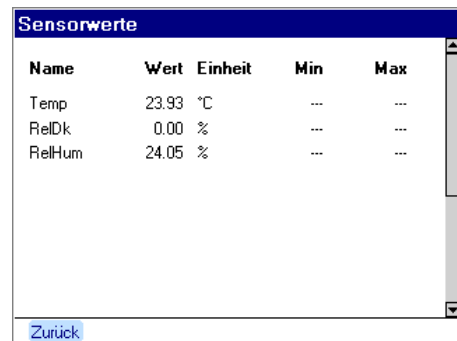 Sensorwerte
Name Wert Einheit Min Max
Temp 23.93 °C --- ---
RelDk 0.00 % --- ---
RelHum 24.05 % --- ---
Zurück